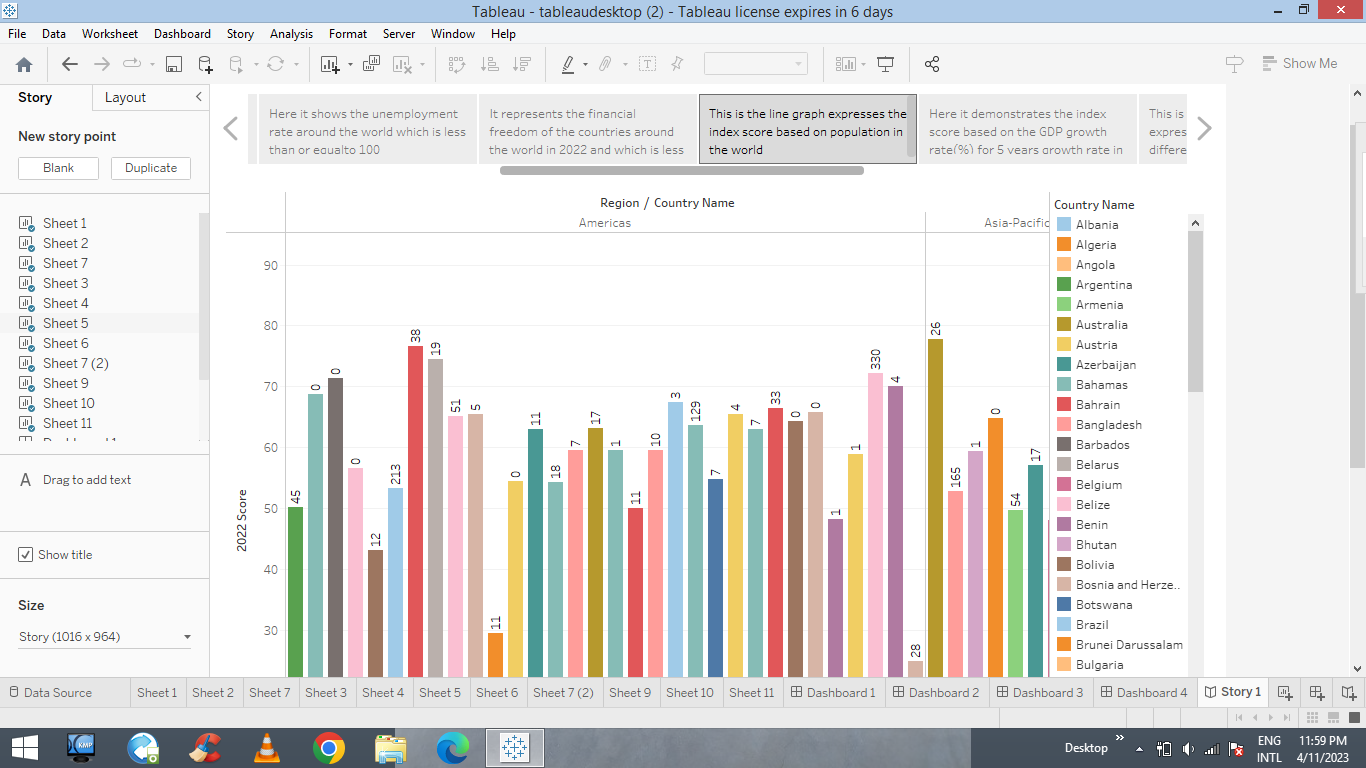 Tableau - tableaudesktop (2) - Tableau license expires in 6 days
File Data Worksheet Dashboard Story Analysis Format Server Window Help
Show Me
Story Layout
New story point
Blank Duplicate
Sheet 1
Sheet 2
Sheet 7
Sheet 3
Sheet 4
Sheet 5
Sheet 6
Sheet 7 (2)
Sheet 9
Sheet 10
Sheet 11
A Drag to add text
Show title
Size
Story (1016 x 964)
Here it shows the unemployment
rate around the world which is less
than or equalto 100
It represents the financial
freedom of the countries around
the world in 2022 and which is less
This is the line graph expresses the
index score based on population in
the world
Here it demonstrates the index
score based on the GDP growth
rate(%) for 5 years growth rate in
This is
expres
differe
Region / Country Name
Americas
Asia-Pacific
2022 Score
90
80
70
60
50
40
30
45
0
0
0
12
213
38
19
51
5
11
0
11
18
7
17
1
11
10
3
129
7
4
7
33
0
0
1
1
330
4
28
26
165
1
0
54
17
Country Name
Albania
Algeria
Angola
Argentina
Armenia
Australia
Austria
Azerbaijan
Bahamas
Bahrain
Bangladesh
Barbados
Belarus
Belgium
Belize
Benin
Bhutan
Bolivia
Bosnia and Herze..
Botswana
Brazil
Brunei Darussalam
Bulgaria
Data Source Sheet 1 Sheet 2 Sheet 7 Sheet 3 Sheet 4 Sheet 5 Sheet 6 Sheet 7 (2) Sheet 9 Sheet 10 Sheet 11 Dashboard 1 Dashboard 2 Dashboard 3 Dashboard 4 Story 1
KMP
Desktop
ENG
INTL
11:59 PM
4/11/2023